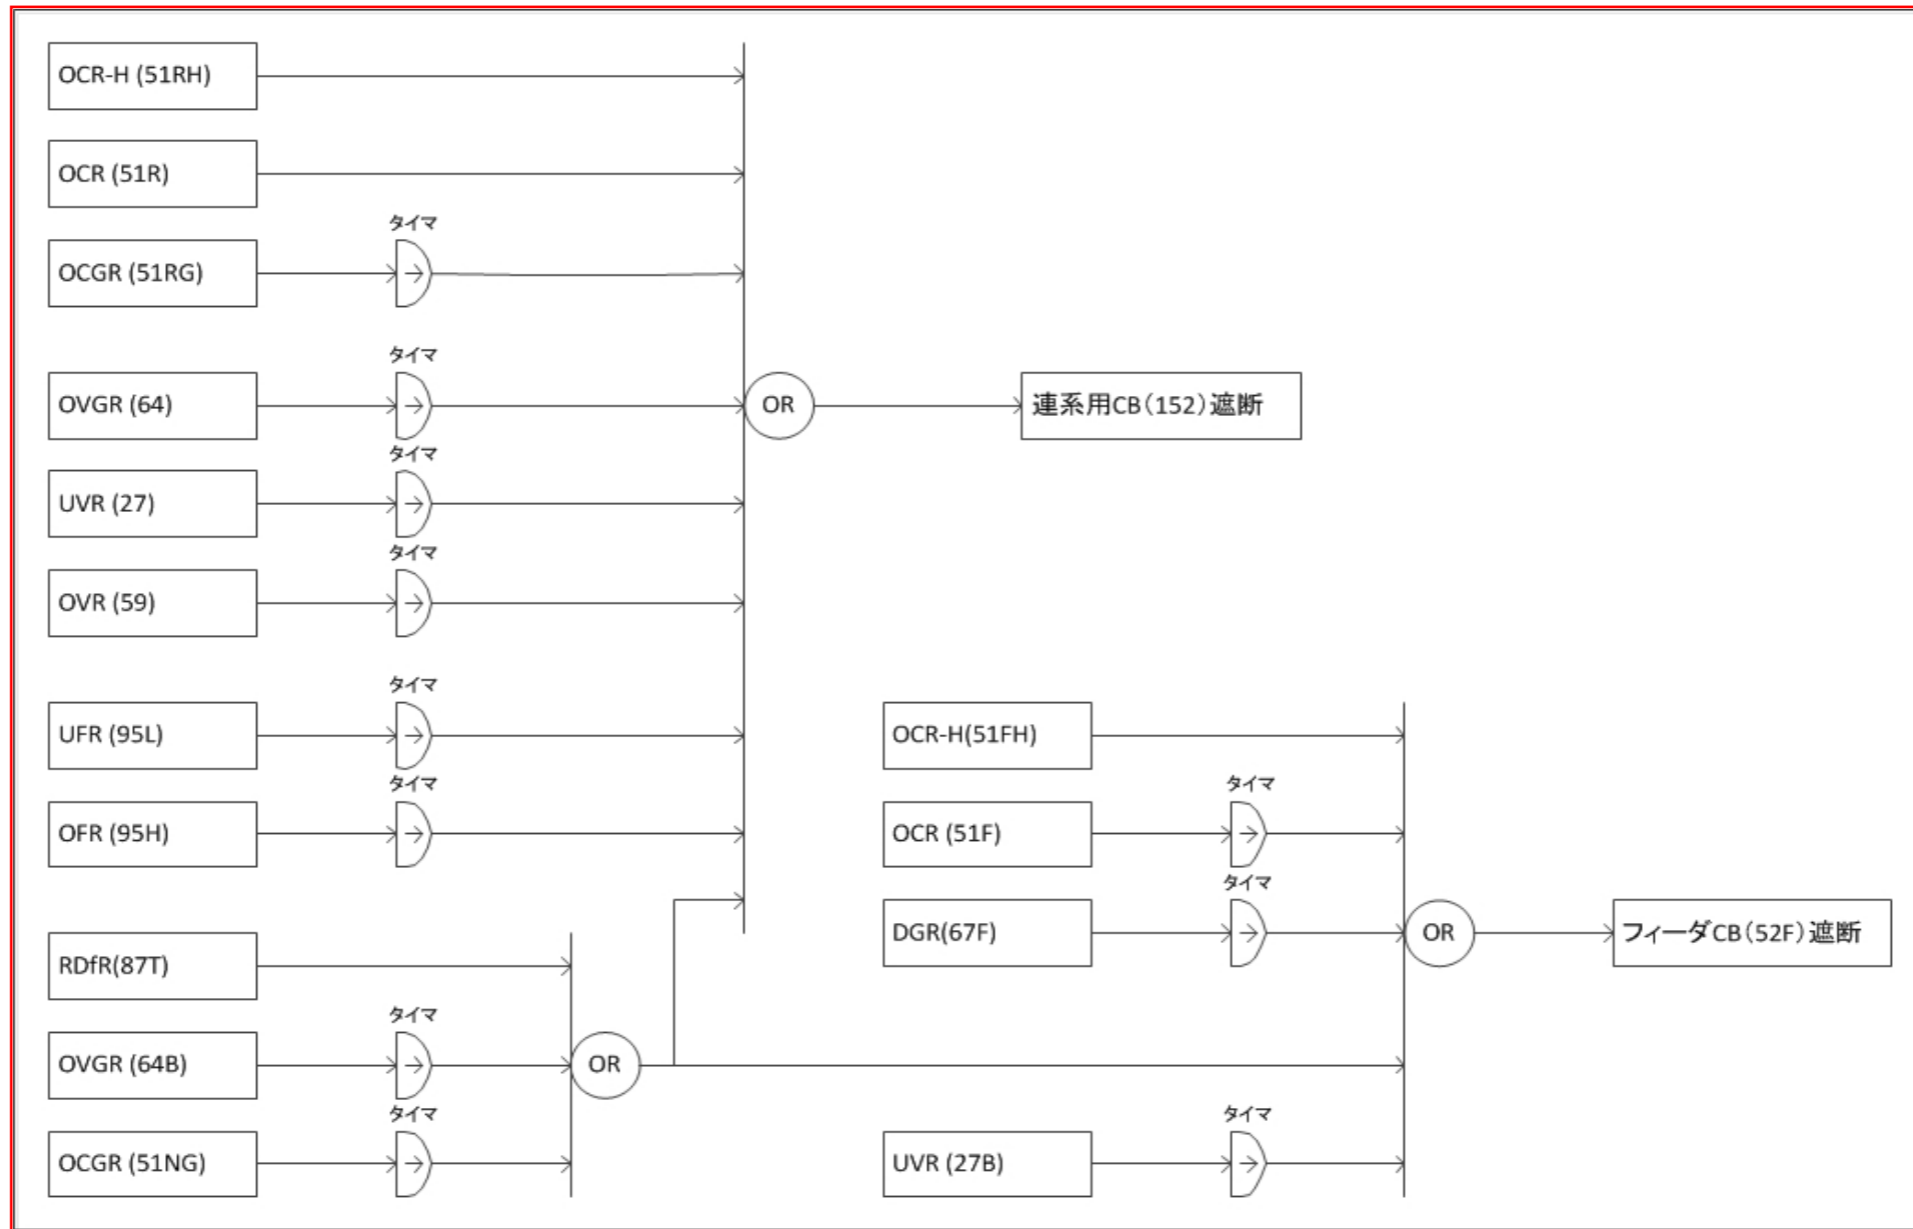 OCR-H (51RH)
OCR (51R)
タイマ
OCGR (51RG)
タイマ
OVGR (64)
OR
連系用CB（152）遮断
タイマ
UVR (27)
タイマ
OVR (59)
タイマ
UFR (95L)
OCR-H(51FH)
タイマ
タイマ
OFR (95H)
OCR (51F)
タイマ
DGR(67F)
OR
フィーダCB（52F）遮断
RDfR(87T)
タイマ
OVGR (64B)
OR
タイマ
タイマ
OCGR (51NG)
UVR (27B)